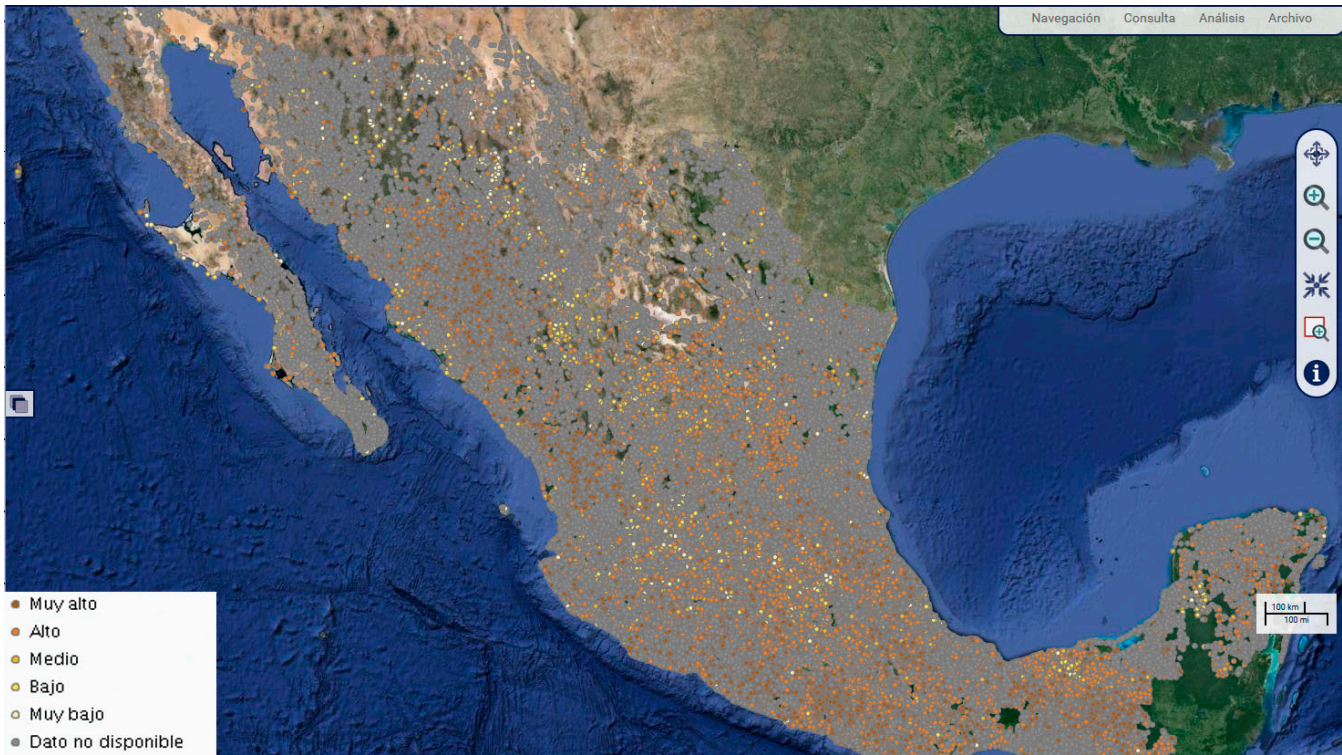 Navegación Consulta Análisis Archivo
100 km
100 mi
Muy alto
Alto
Medio
Bajo
Muy bajo
Dato no disponible